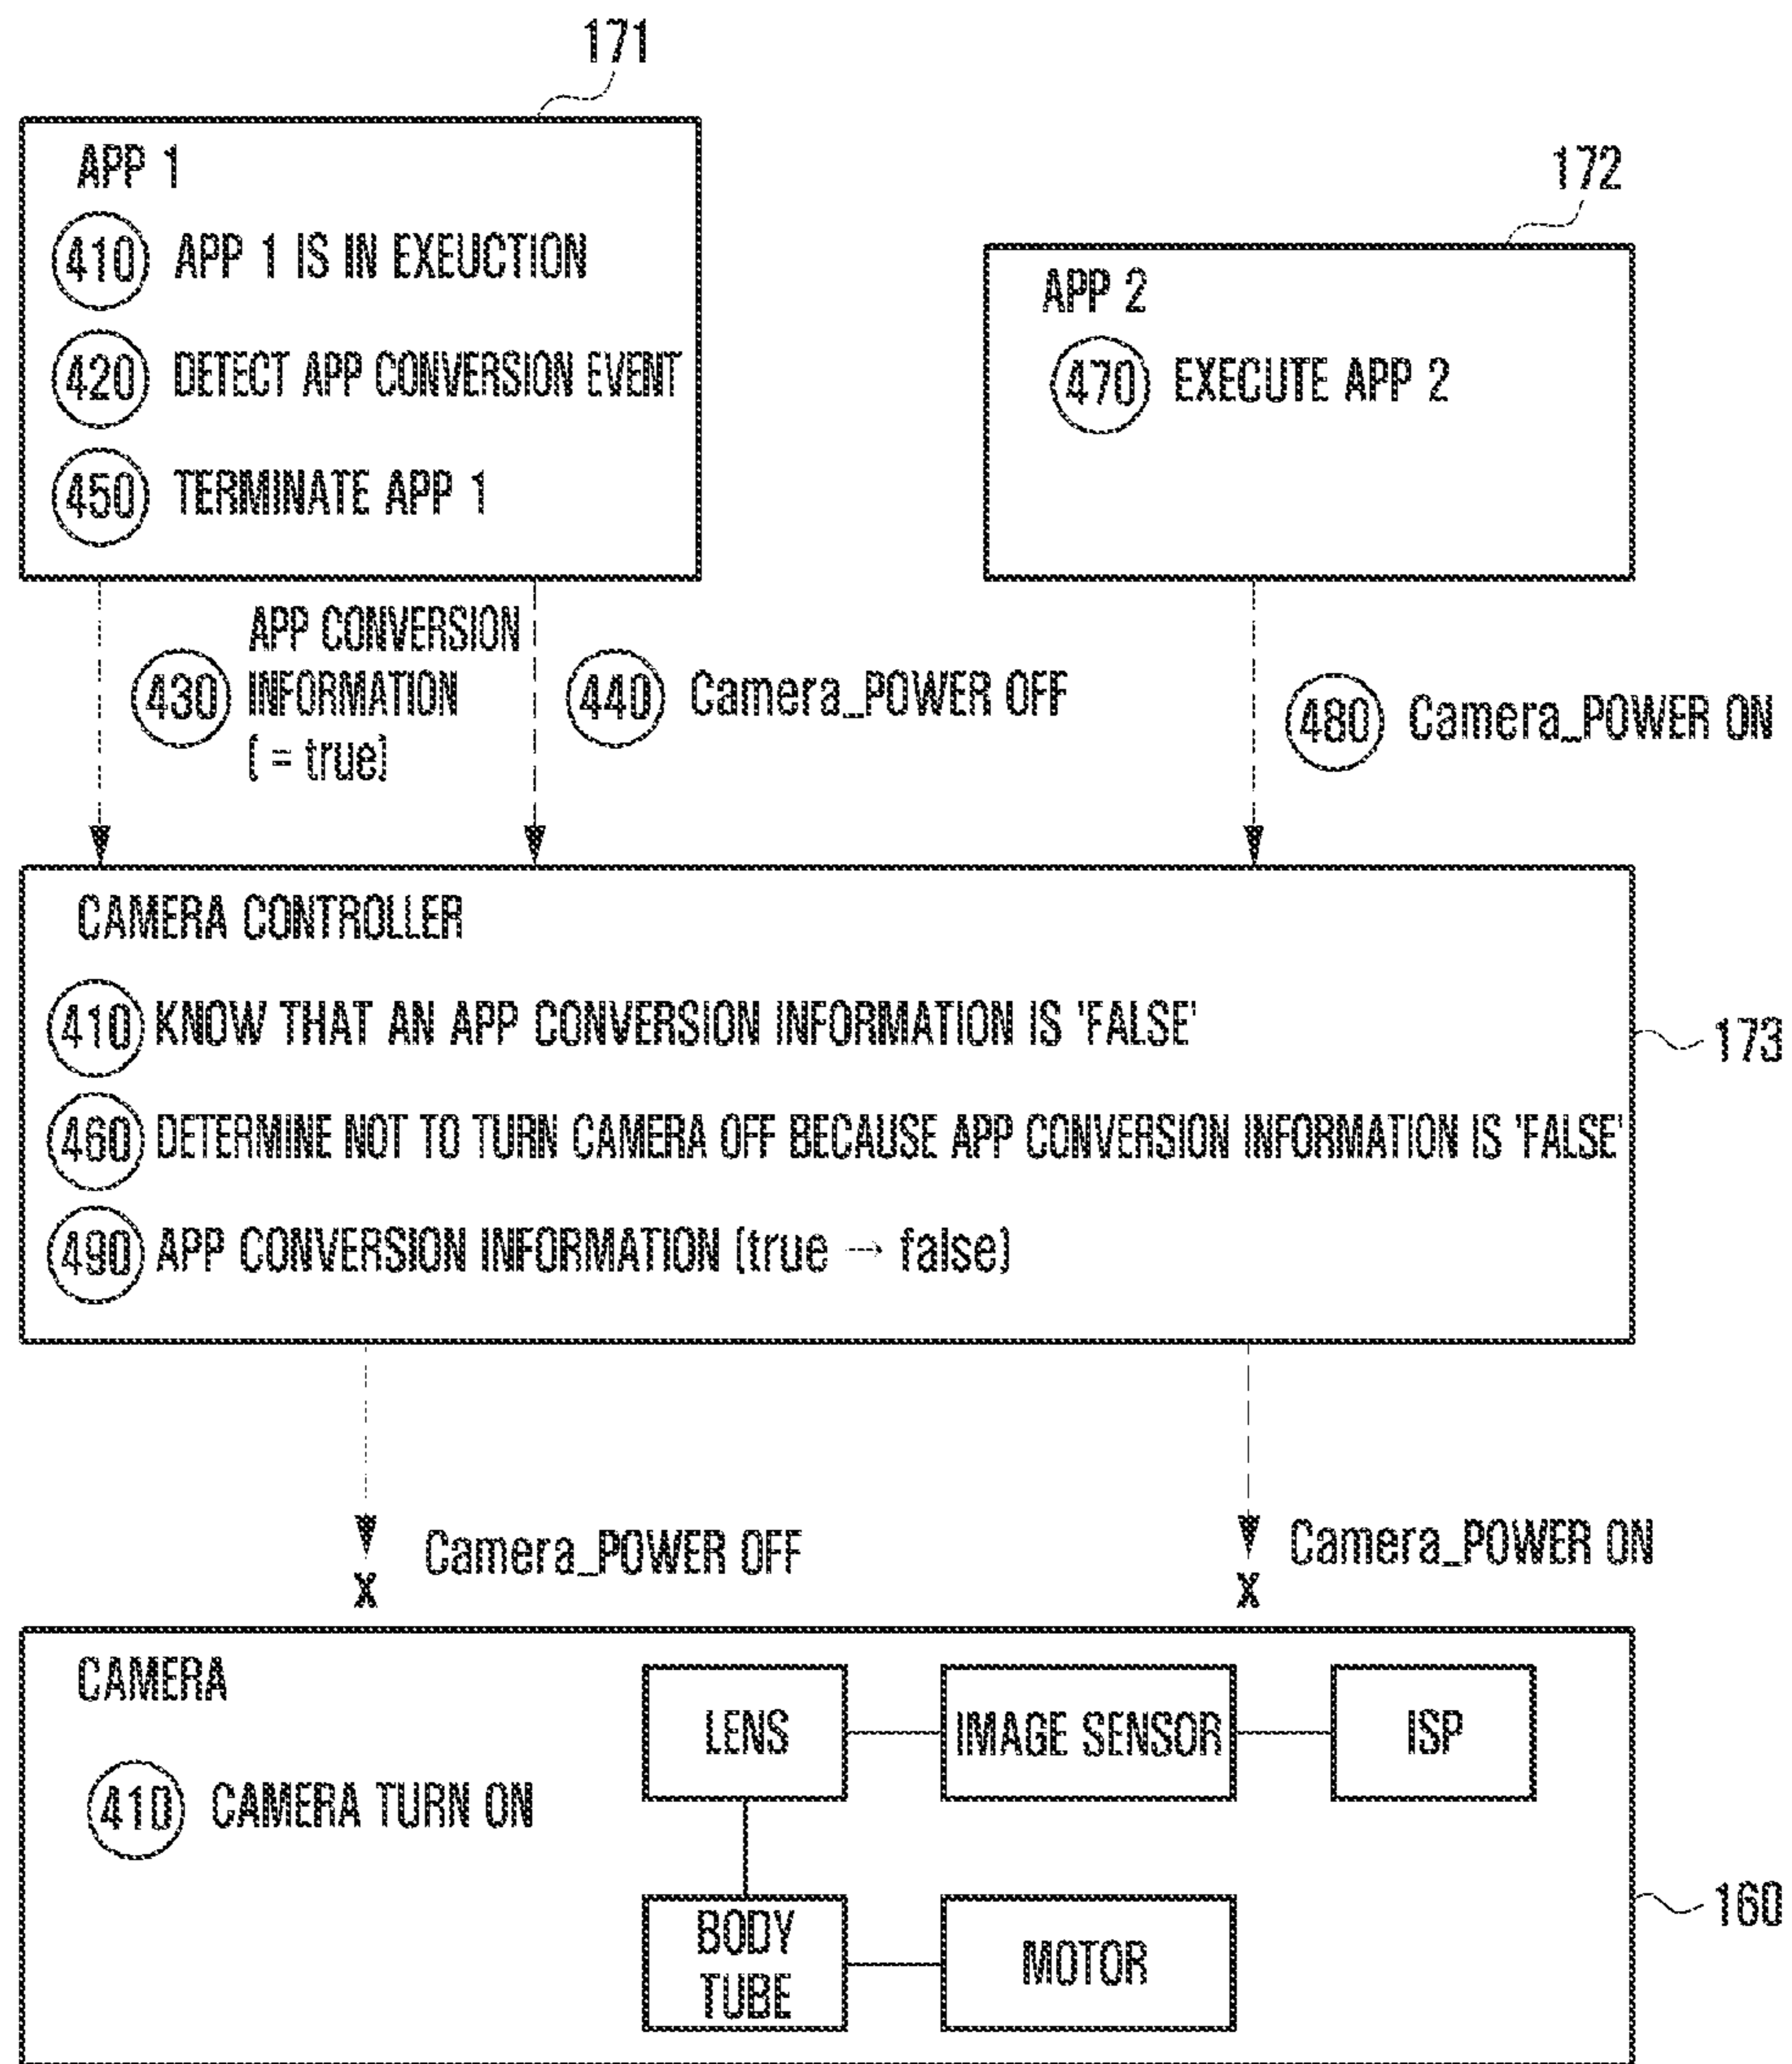 171
APP 1
410 APP 1 IS IN EXEUCTION
420 DETECT APP CONVERSION EVENT
450 TERMINATE APP 1
172
APP 2
470 EXECUTE APP 2
430 APP CONVERSION
INFORMATION
( = true)
440 Camera_POWER OFF
480 Camera_POWER ON
CAMERA CONTROLLER
410 KNOW THAT AN APP CONVERSION INFORMATION IS 'FALSE'
460 DETERMINE NOT TO TURN CAMERA OFF BECAUSE APP CONVERSION INFORMATION IS 'FALSE'
490 APP CONVERSION INFORMATION (true → false)
173
Camera_POWER OFF
X
Camera_POWER ON
X
CAMERA
410 CAMERA TURN ON
LENS
IMAGE SENSOR
ISP
BODY
TUBE
MOTOR
160